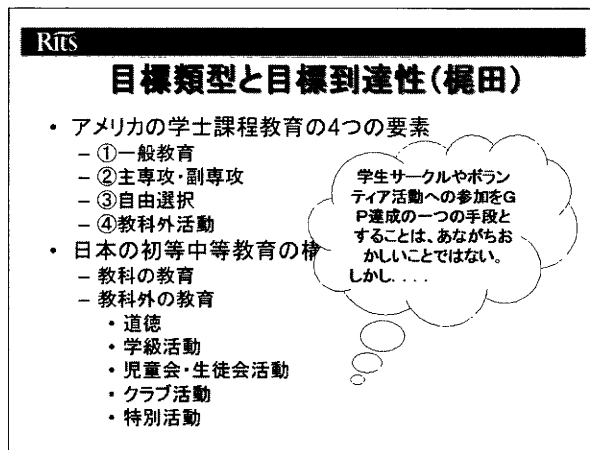 Rits
目標類型と目標到達性(梶田)
• アメリカの学士課程教育の4つの要素
– ①一般教育
– ②主専攻・副専攻
– ③自由選択
– ④教科外活動
• 日本の初等中等教育の構
– 教科の教育
– 教科外の教育
• 道徳
• 学級活動
• 児童会・生徒会活動
• クラブ活動
• 特別活動
学生サークルやボラン
ティア活動への参加をG
P達成の一つの手段と
することは、あながちお
かしいことではない。
しかし....